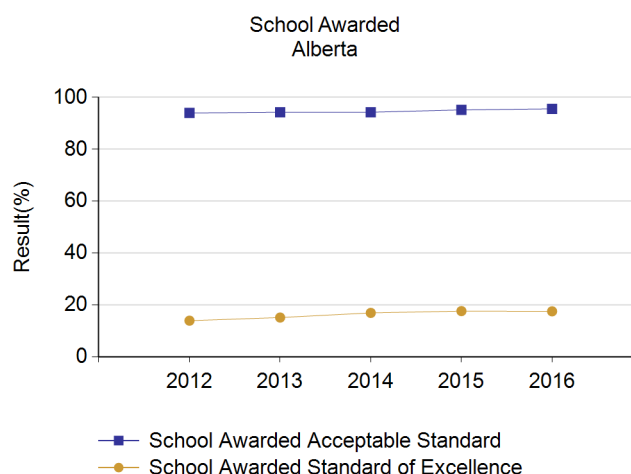 School Awarded
Alberta
100
80
60
40
20
0
Result(%)
2012 2013 2014 2015 2016
School Awarded Acceptable Standard
School Awarded Standard of Excellence